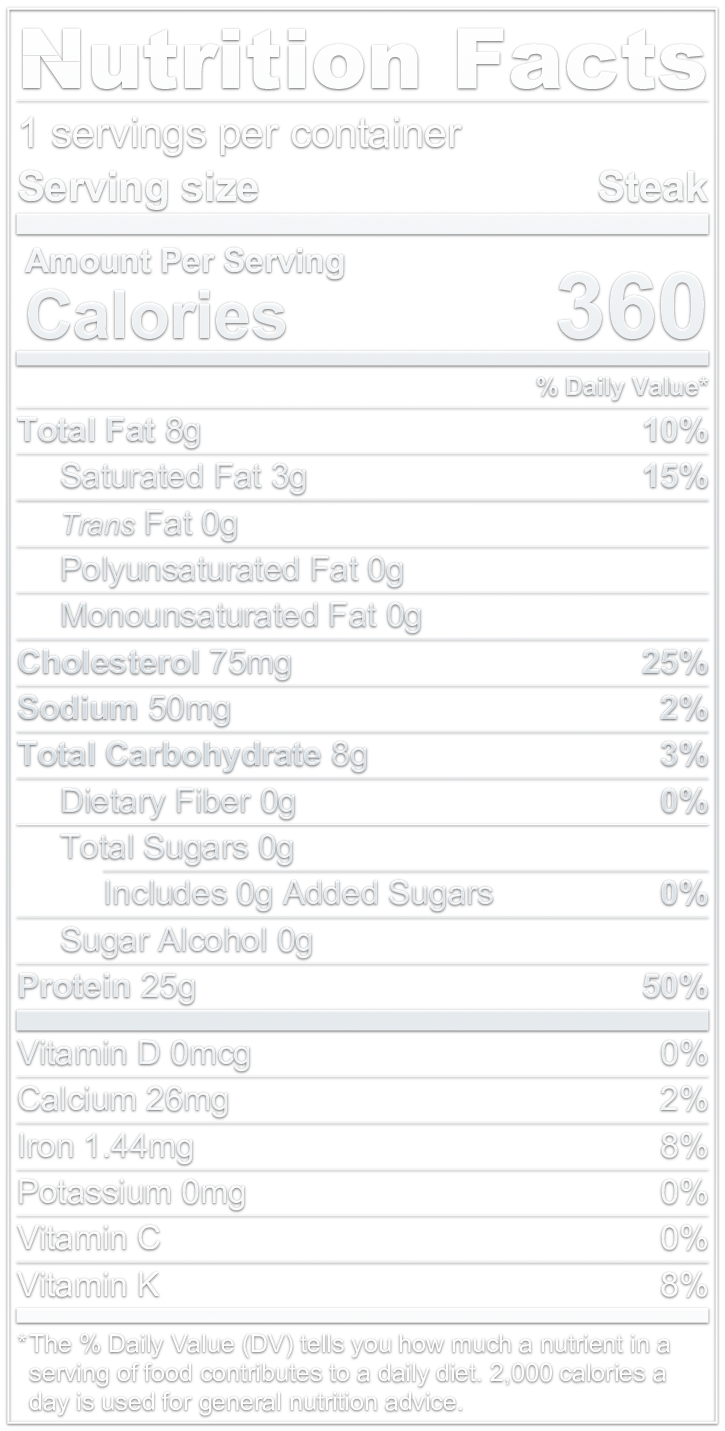 Nutrition Facts
1 servings per container
Serving size Steak
Amount Per Serving
Calories 360
% Daily Value*
Total Fat 8g 10%
Saturated Fat 3g 15%
Trans Fat 0g
Polyunsaturated Fat 0g
Monounsaturated Fat 0g
Cholesterol 75mg 25%
Sodium 50mg 2%
Total Carbohydrate 8g 3%
Dietary Fiber 0g 0%
Total Sugars 0g
Includes 0g Added Sugars 0%
Sugar Alcohol 0g
Protein 25g 50%
Vitamin D 0mcg 0%
Calcium 26mg 2%
Iron 1.44mg 8%
Potassium 0mg 0%
Vitamin C 0%
Vitamin K 8%
*The % Daily Value (DV) tells you how much a nutrient in a
serving of food contributes to a daily diet. 2,000 calories a
day is used for general nutrition advice.